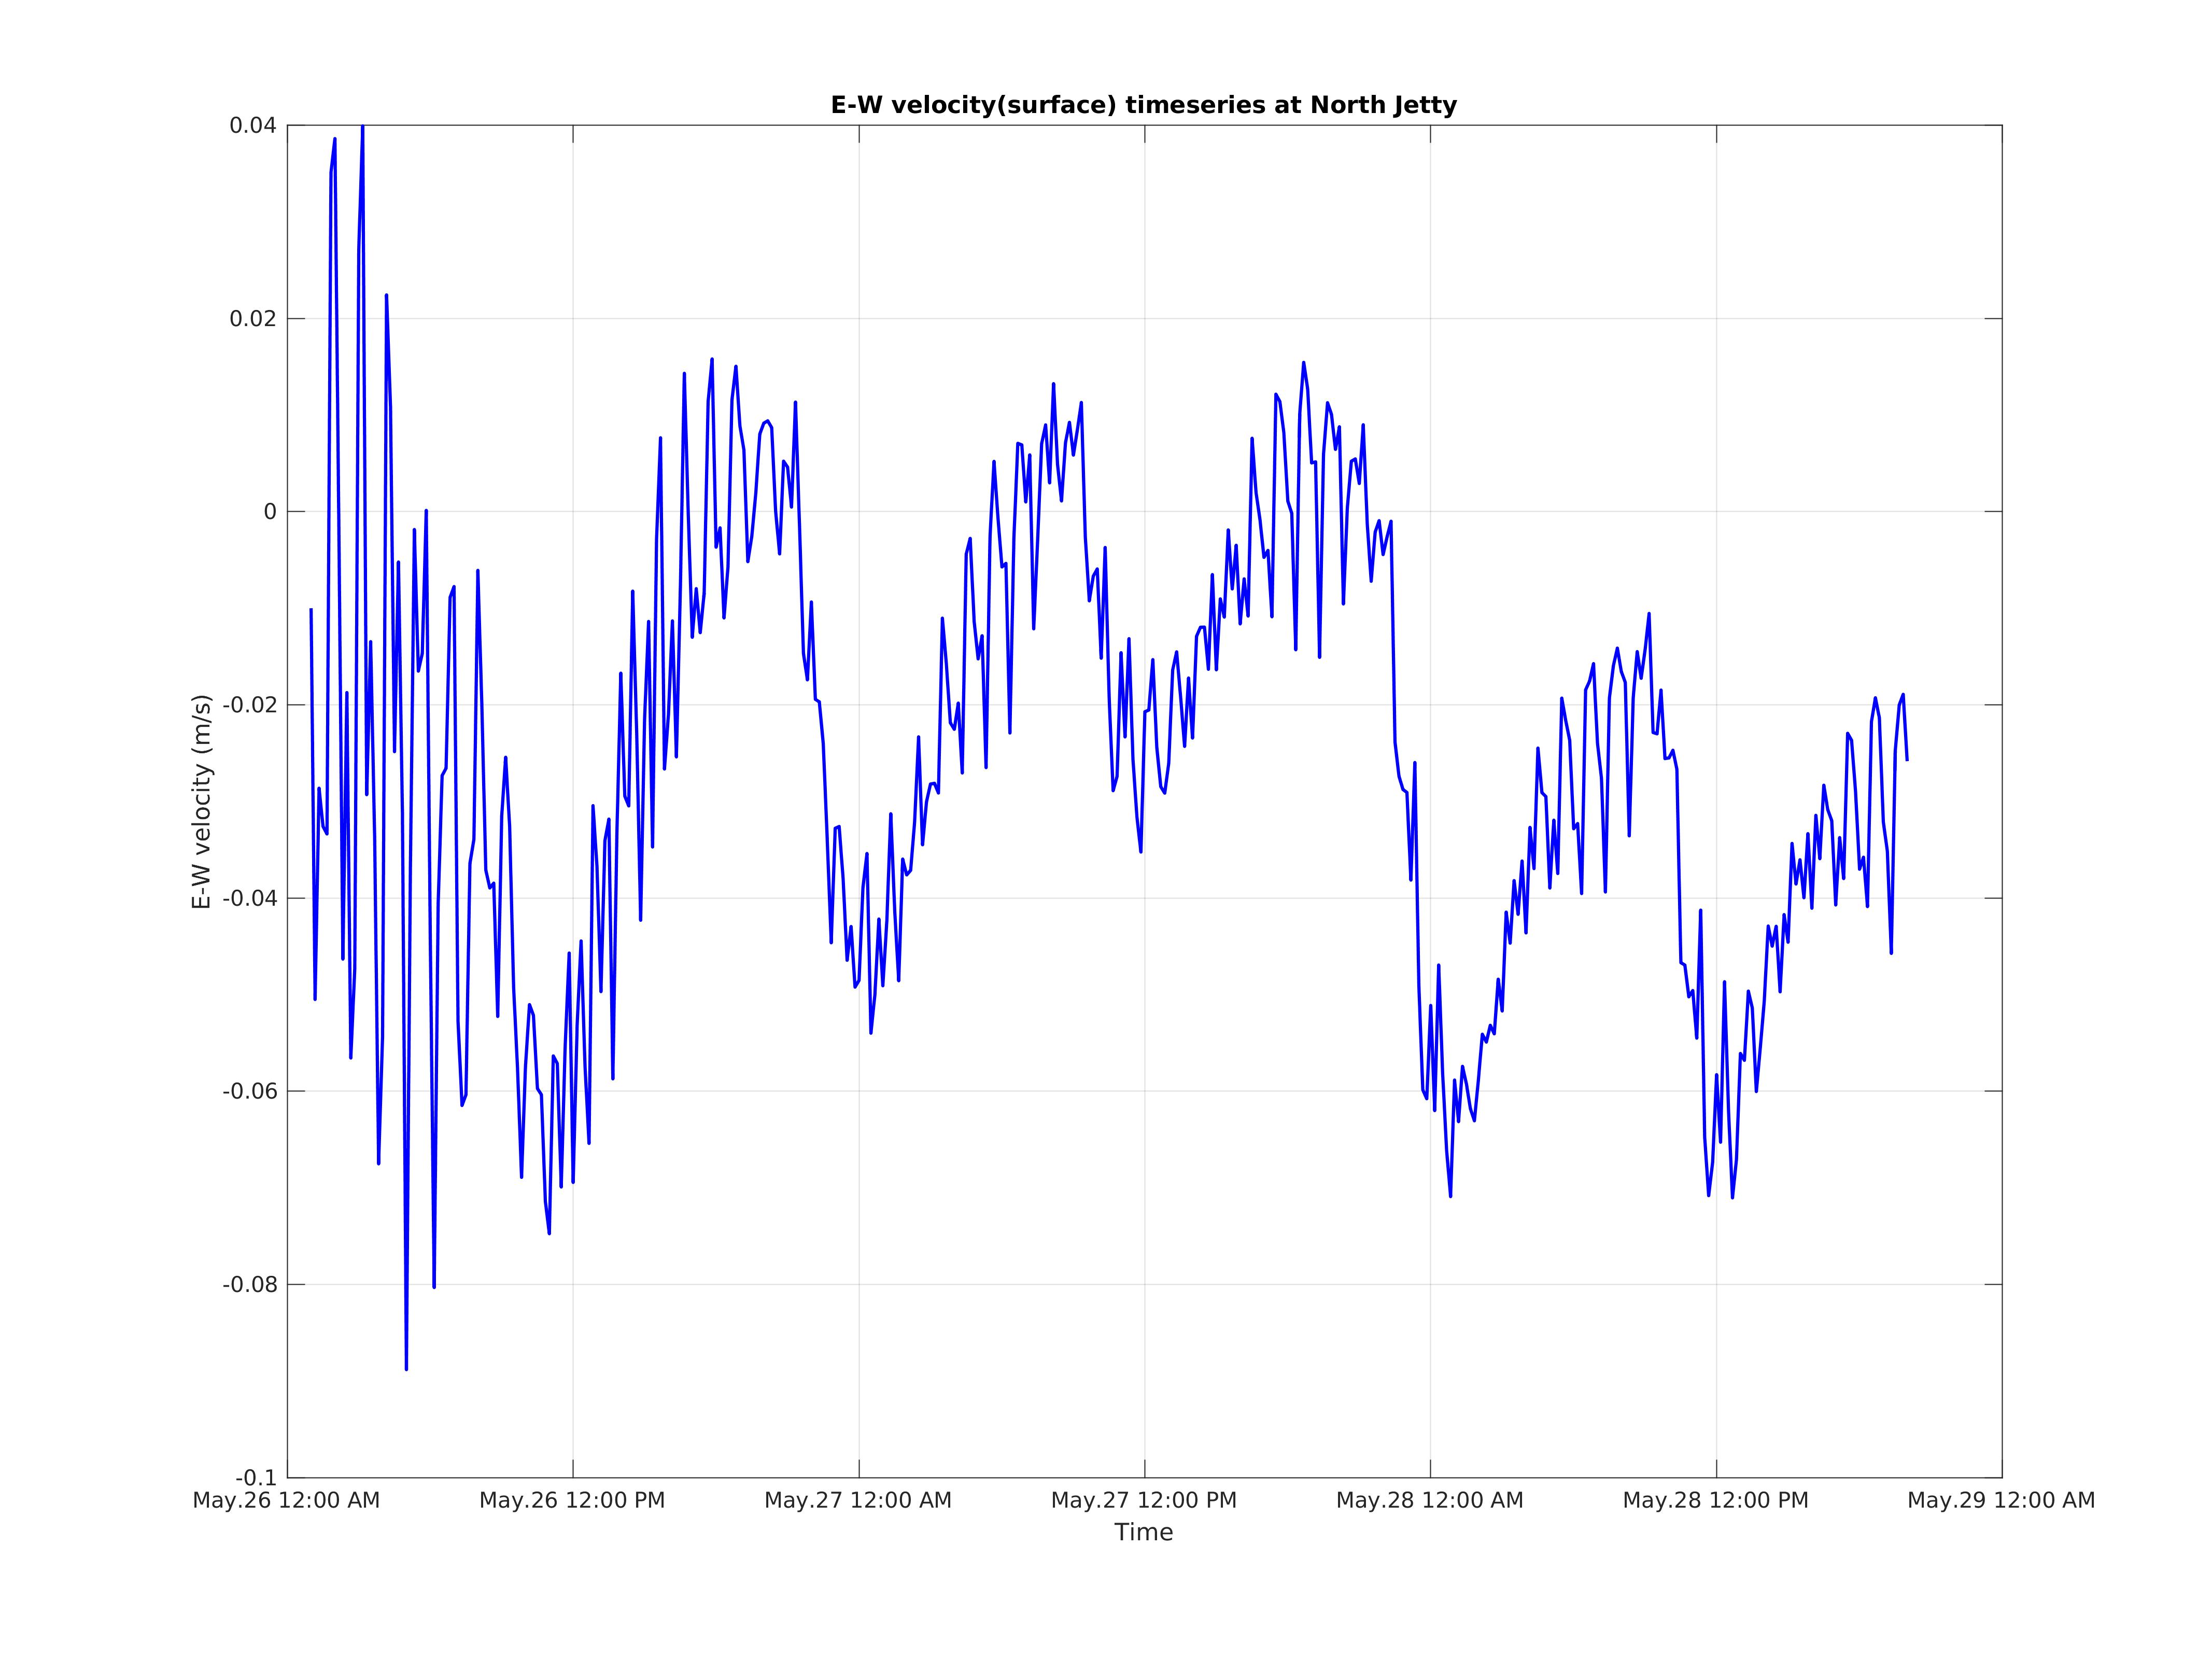 E-W velocity(surface) timeseries at North Jetty
0.04
0.02
0
-0.02
-0.04
-0.06
-0.08
-0.1
E-W velocity (m/s)
May.26 12:00 AM May.26 12:00 PM May.27 12:00 AM May.27 12:00 PM May.28 12:00 AM May.28 12:00 PM May.29 12:00 AM
Time